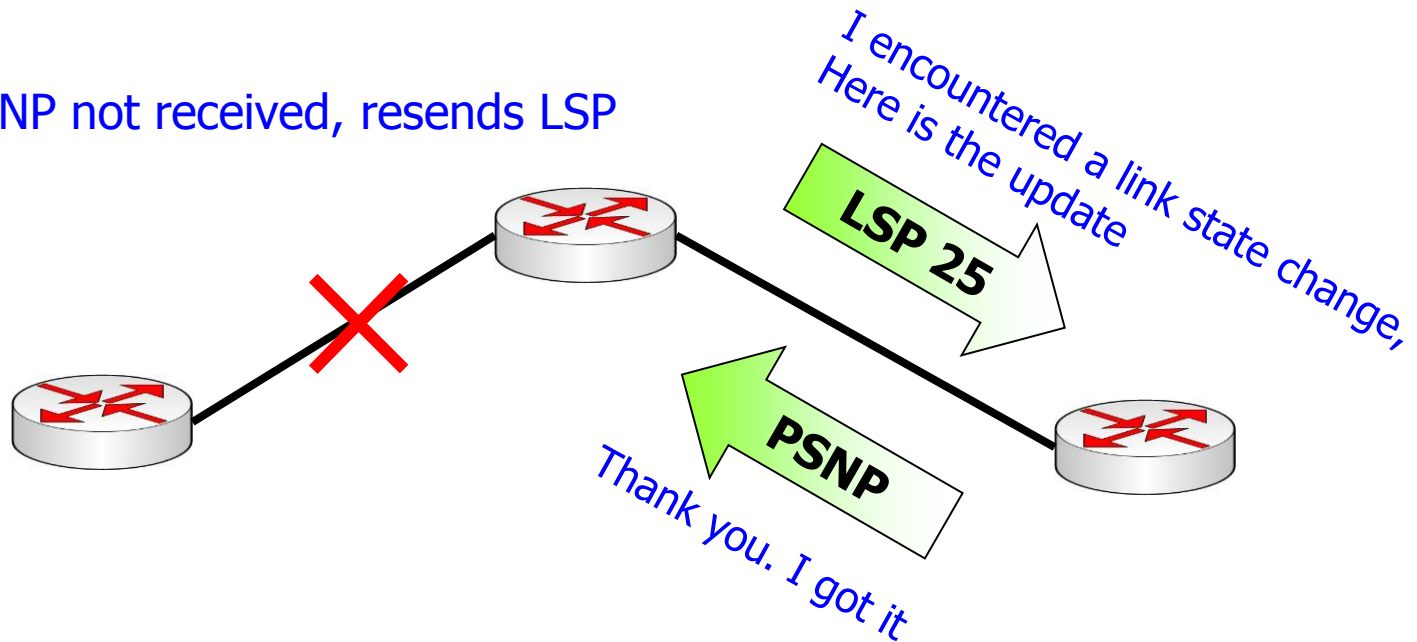 NP not received, resends LSP
I encountered a link state change,
Here is the update
LSP 25
PSNP
Thank you. I got it